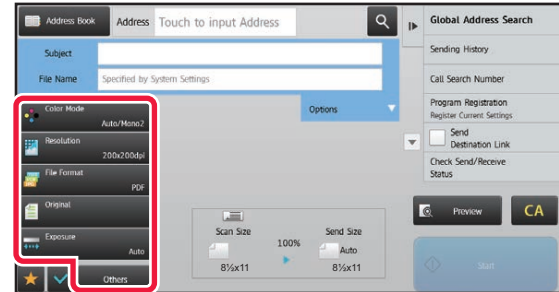 Address Book
Address
Touch to input Address
Global Address Search
Subject
Sending History
File Name
Specified by System Settings
Call Search Number
Options
Color Mode
Auto/Mono2
Program Registration
Register Current Settings
Resolution
200x200dpi
Send
Destination Link
File Format
PDF
Check Send/Receive
Status
Original
Preview
CA
Scan Size
Send Size
100%
Auto
Exposure
Auto
8½x11
8½x11
Start
Others